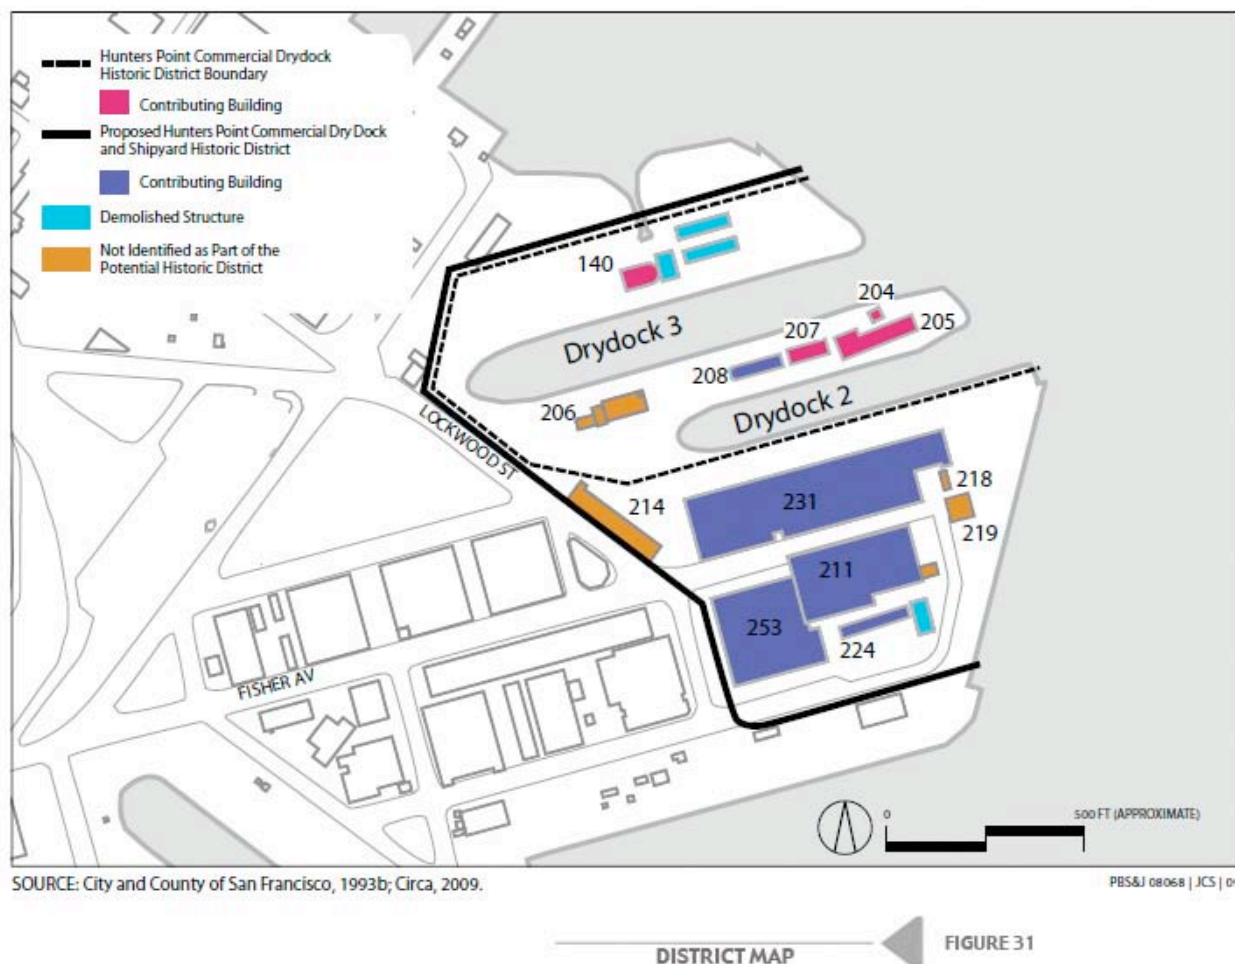 Hunters Point Commercial Drydock
Historic District Boundary
Contributing Building
Proposed Hunters Point Commercial Dry Dock
and Shipyard Historic District
Contributing Building
Demolished Structure
Not Identified as Part of the
Potential Historic District
140
204
207
205
Drydock 3
208
206
Drydock 2
LOCKWOOD ST
218
214
231
219
211
253
224
FISHER AV
0
500 FT (APPROXIMATE)
SOURCE: City and County of San Francisco, 1993b; Circa, 2009.
PBS&J 08068 | JCS |
DISTRICT MAP
FIGURE 31